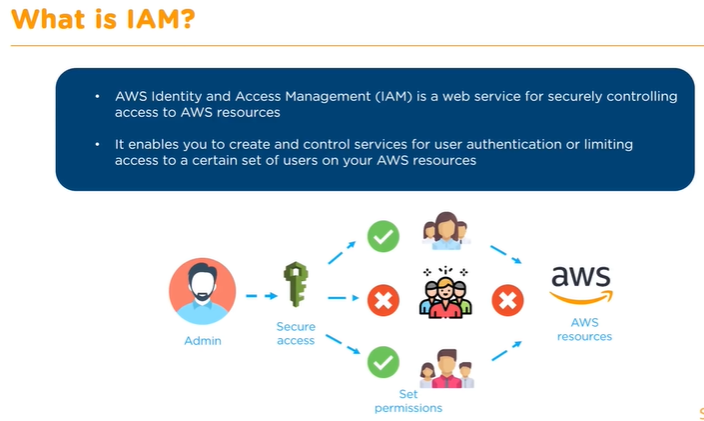 What is IAM?
• AWS Identity and Access Management (IAM) is a web service for securely controlling
access to AWS resources
• It enables you to create and control services for user authentication or limiting
access to a certain set of users on your AWS resources
Admin
Secure
access
Set
permissions
aws
AWS
resources
S